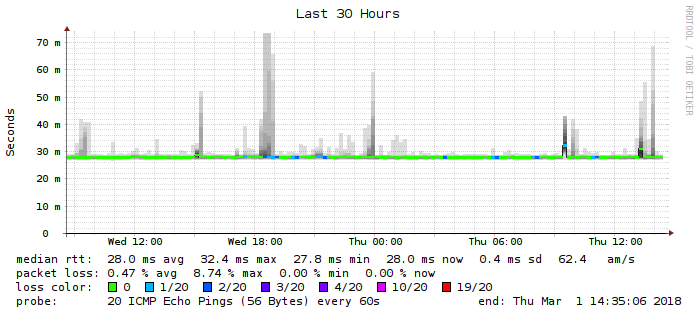 Last 30 Hours
RRDTOOL / TOBI OETIKER
Seconds
70 m
60 m
50 m
40 m
30 m
20 m
10 m
0
Wed 12:00 Wed 18:00 Thu 00:00 Thu 06:00 Thu 12:00
median rtt: 28.0 ms avg 32.4 ms max 27.8 ms min 28.0 ms now 0.4 ms sd 62.4 am/s
packet loss: 0.47 % avg 8.74 % max 0.00 % min 0.00 % now
loss color: 0 1/20 2/20 3/20 4/20 10/20 19/20
probe: 20 ICMP Echo Pings (56 Bytes) every 60s end: Thu Mar 1 14:35:06 2018